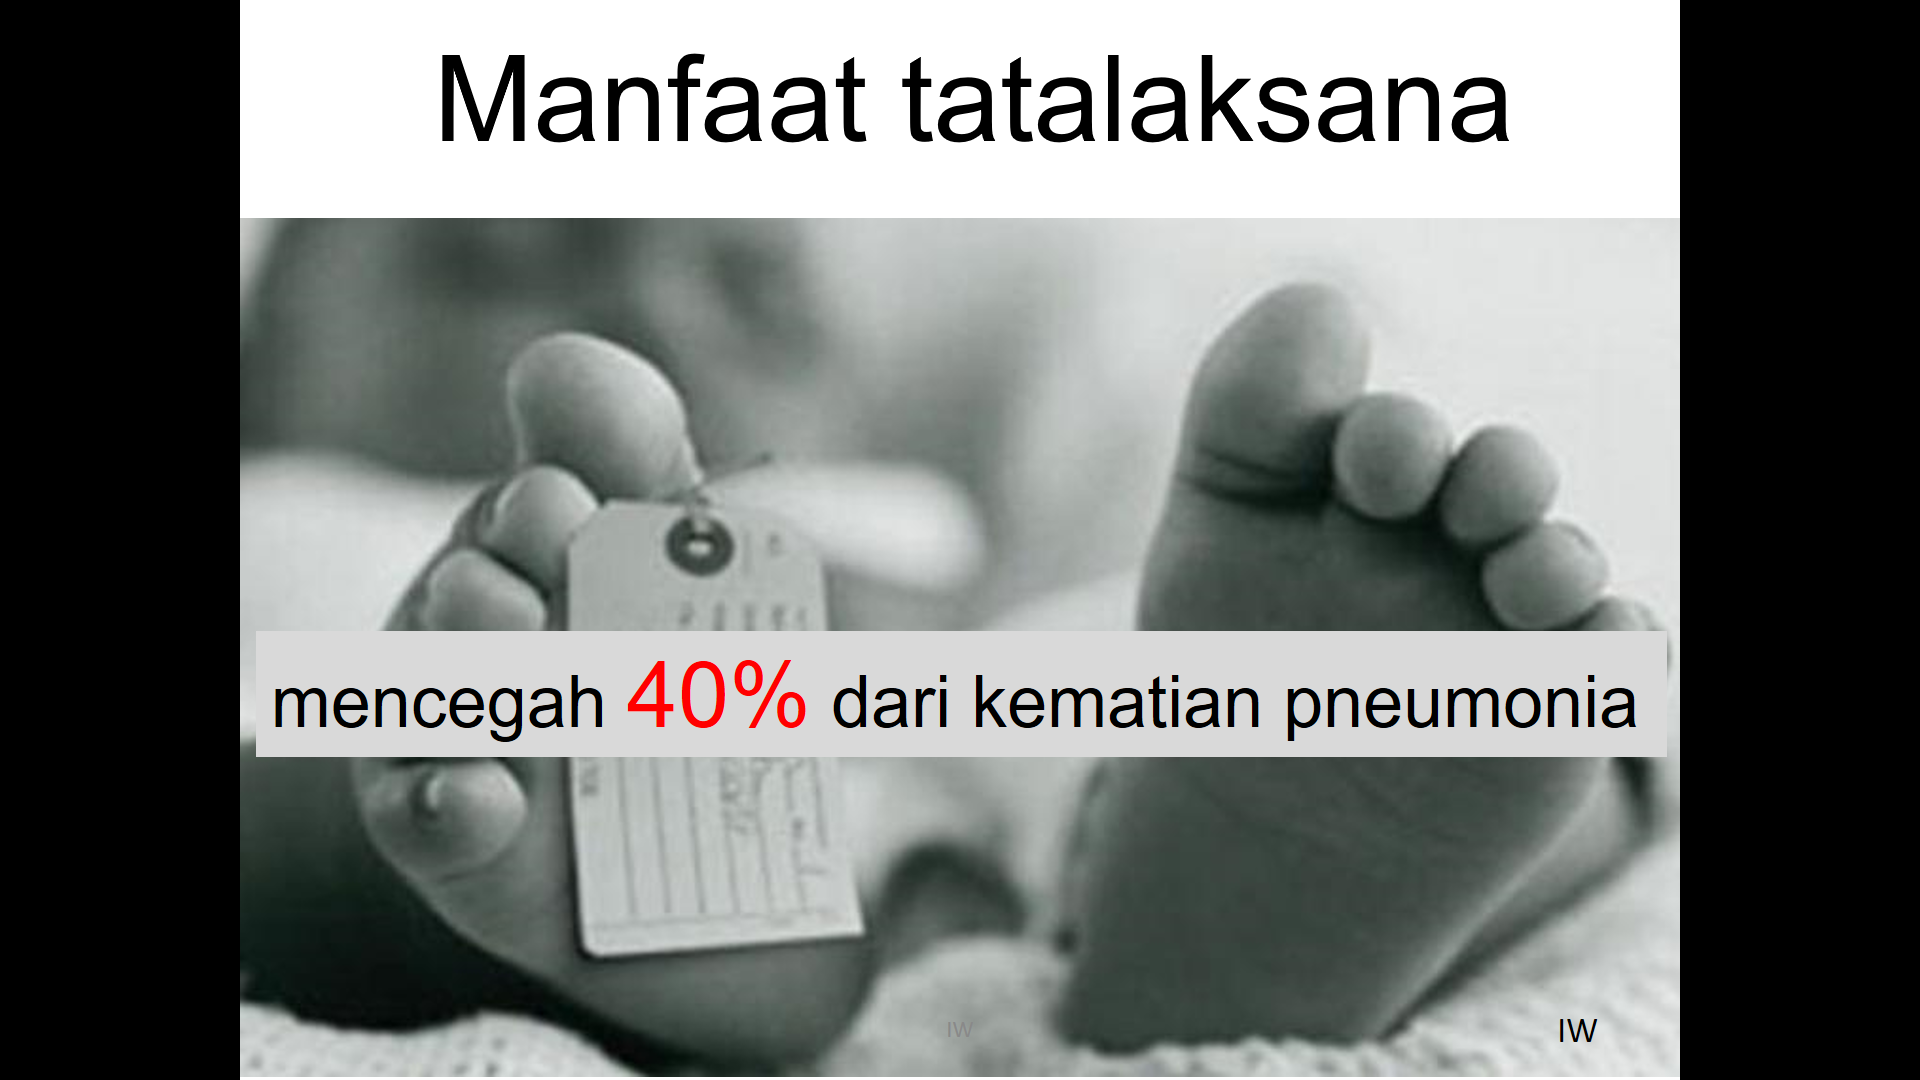 Manfaat tatalaksana
mencegah 40% dari kematian pneumonia
IW
IW